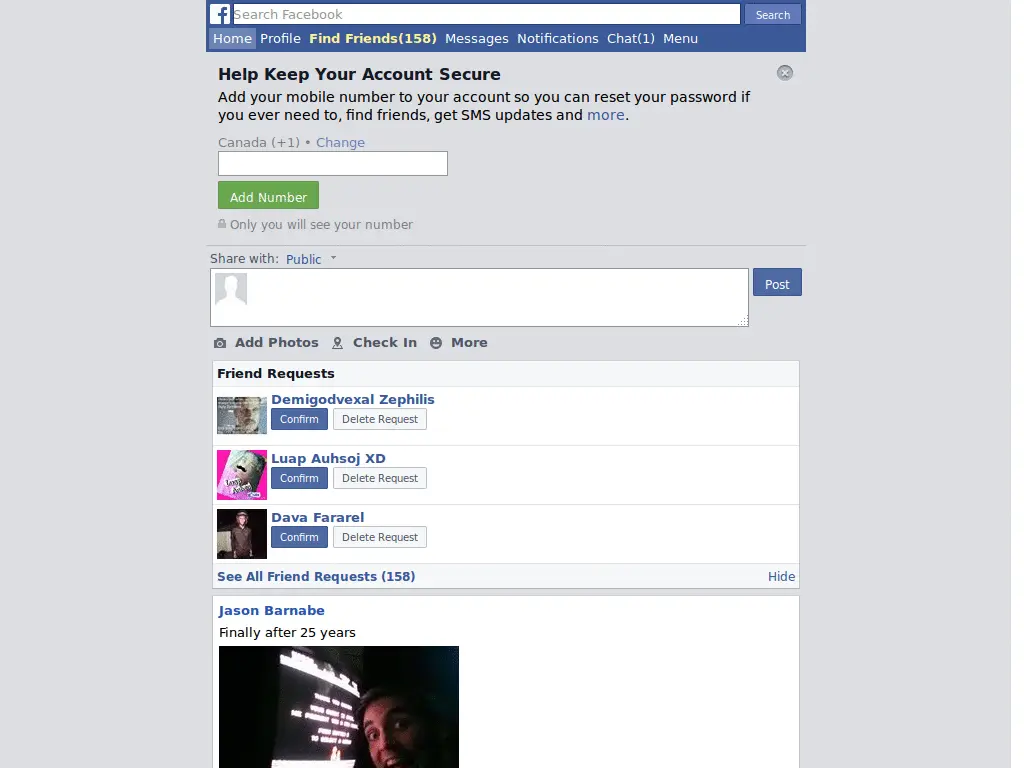 Search Facebook
Search
Home Profile Find Friends(158) Messages Notifications Chat(1) Menu
Help Keep Your Account Secure
Add your mobile number to your account so you can reset your password if
you ever need to, find friends, get SMS updates and more.
Canada (+1) • Change
Add Number
Only you will see your number
Share with: Public
Post
Add Photos Check In More
Friend Requests
Demigodvexal Zephilis
Confirm Delete Request
Luap Auhsoj XD
Confirm Delete Request
Dava Fararel
Confirm Delete Request
See All Friend Requests (158) Hide
Jason Barnabe
Finally after 25 years